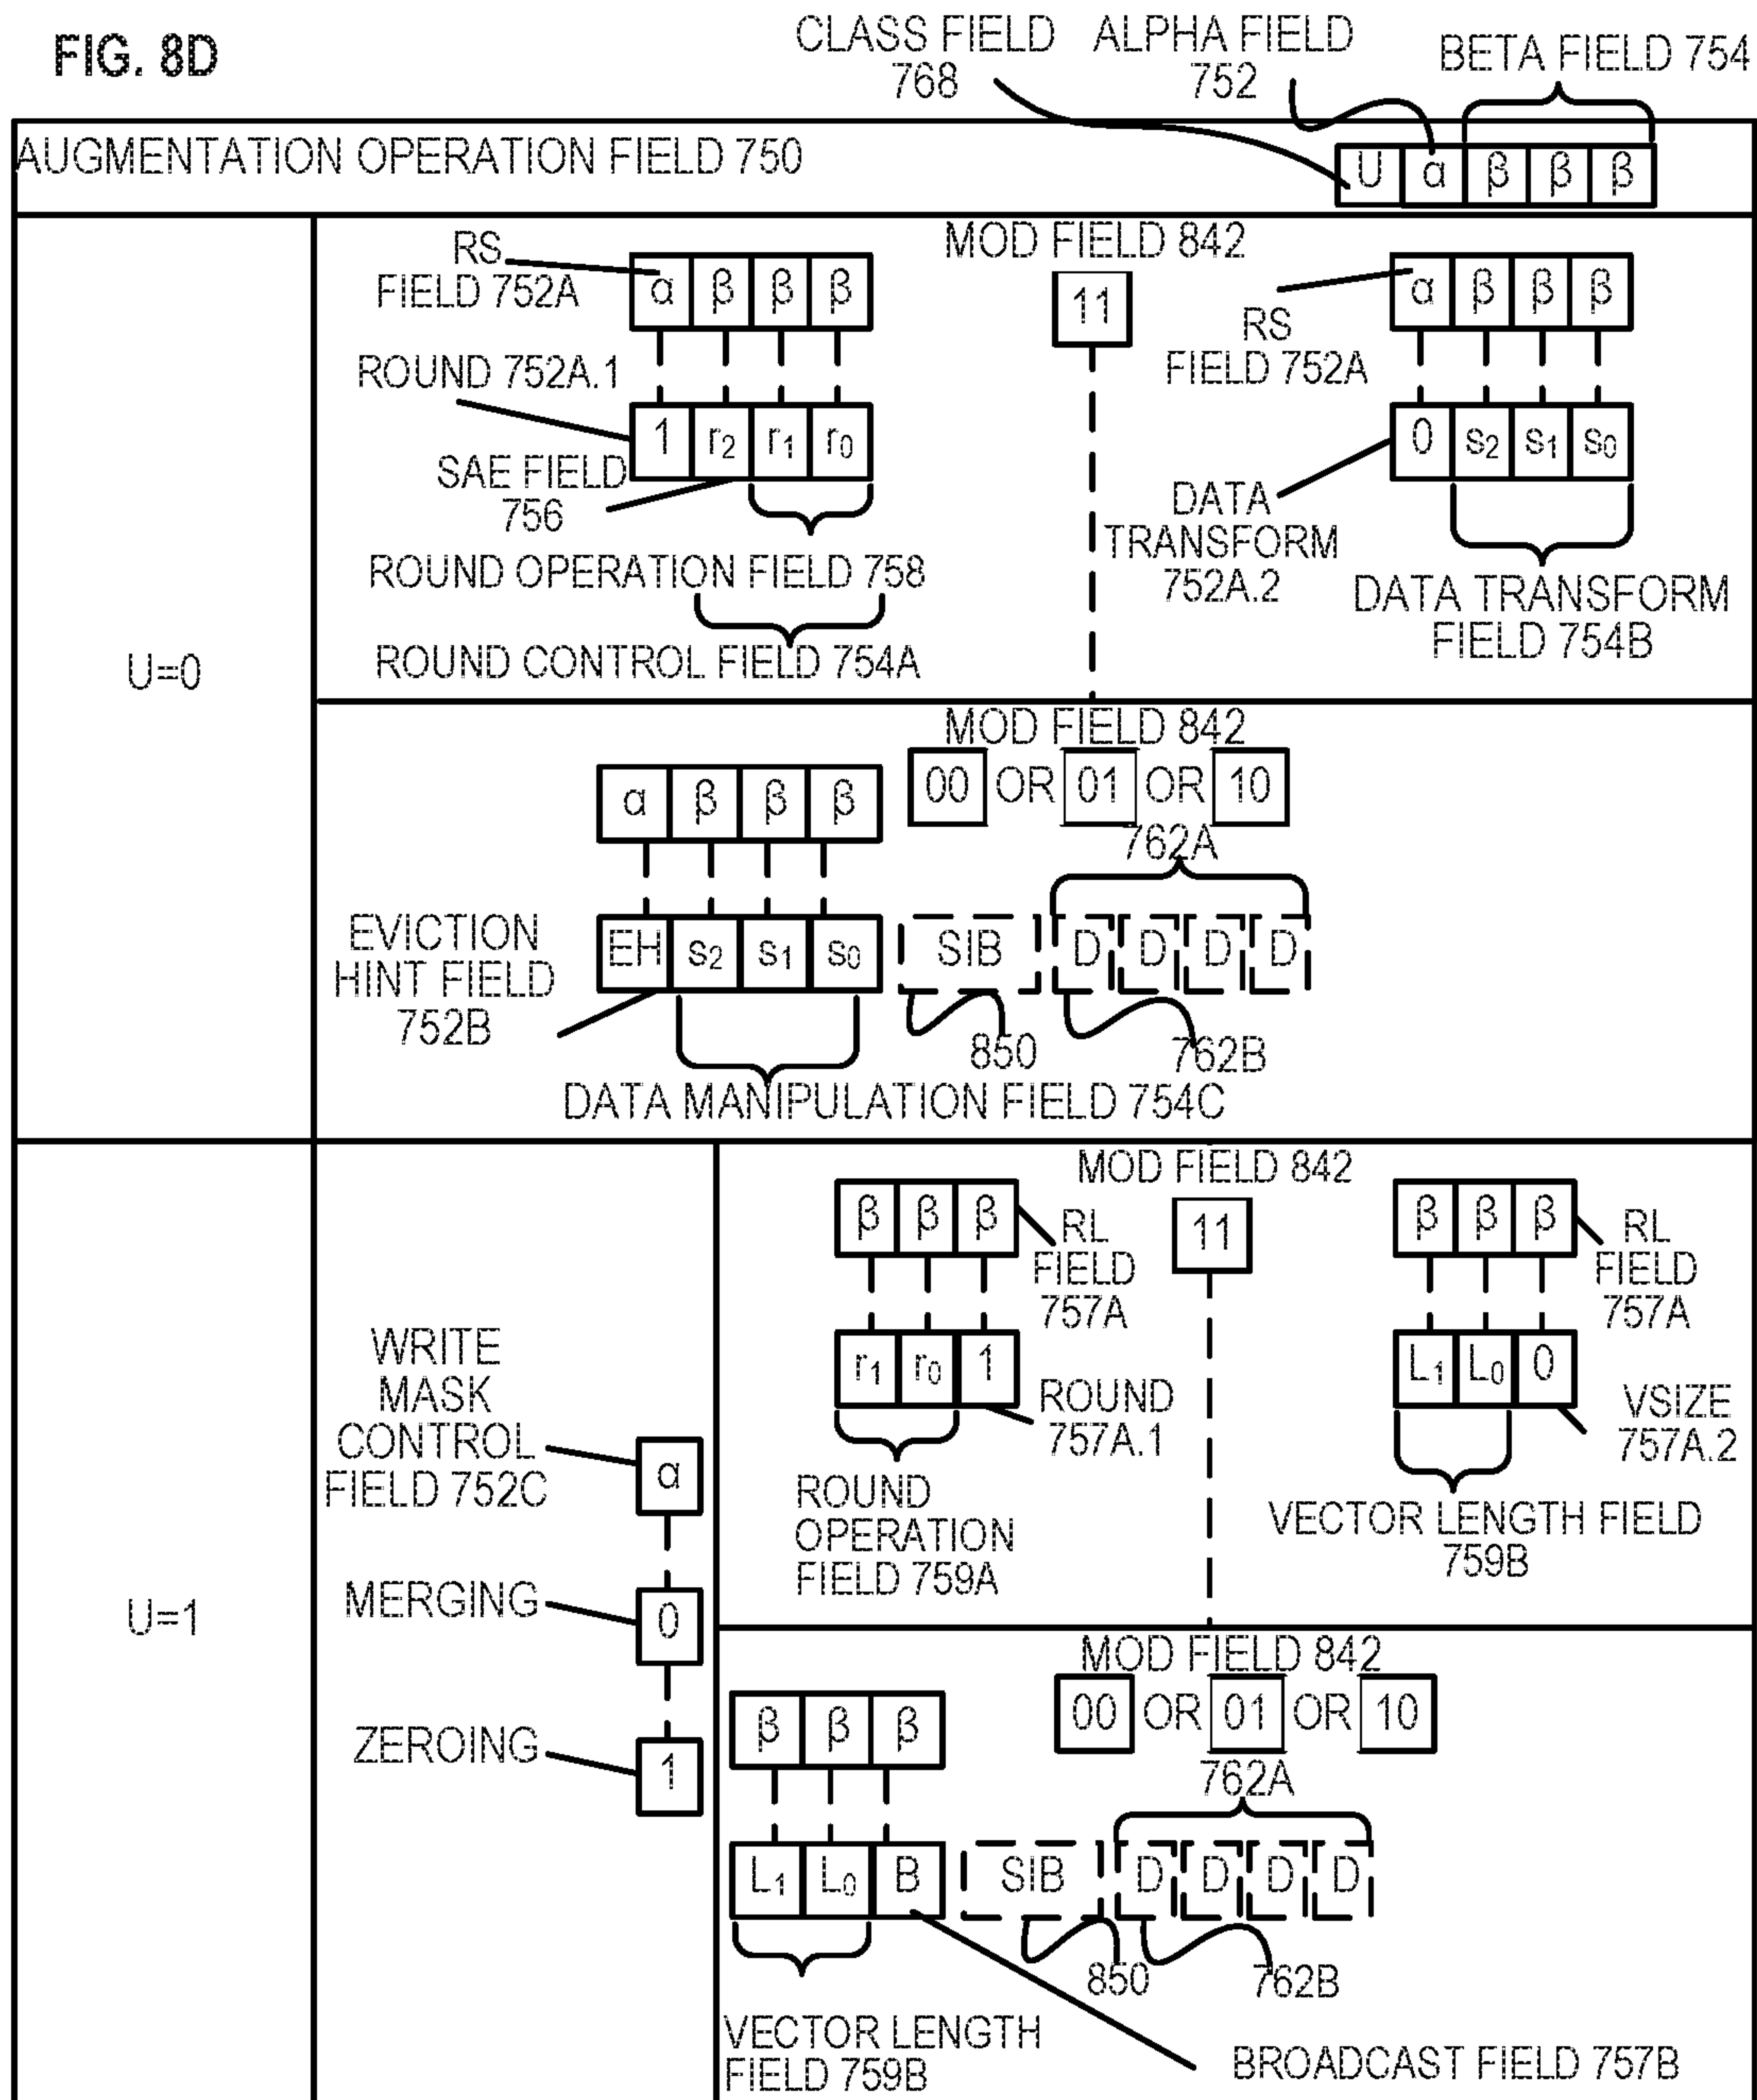 FIG. 8D
CLASS FIELD
768
ALPHA FIELD
752
BETA FIELD 754
AUGMENTATION OPERATION FIELD 750
U α β β β
U=0
RS
FIELD 752A
α β β β
MOD FIELD 842
11
α β β β
RS
FIELD 752A
ROUND 752A.1
1 r2 r1 r0
0 s2 s1 s0
SAE FIELD
756
DATA
TRANSFORM
752A.2
ROUND OPERATION FIELD 758
DATA TRANSFORM
FIELD 754B
ROUND CONTROL FIELD 754A
MOD FIELD 842
α β β β
00 OR 01 OR 10
762A
EVICTION
HINT FIELD
752B
EH s2 s1 s0
SIB D D D D
850
762B
DATA MANIPULATION FIELD 754C
U=1
WRITE
MASK
CONTROL
FIELD 752C
α
MERGING
0
ZEROING
1
MOD FIELD 842
β β β
RL
FIELD
757A
11
β β β
RL
FIELD
757A
r1 r0 1
ROUND
757A.1
L1 L0 0
VSIZE
757A.2
ROUND
OPERATION
FIELD 759A
VECTOR LENGTH FIELD
759B
MOD FIELD 842
β β β
00 OR 01 OR 10
762A
L1 L0 B
SIB D D D D
850
762B
VECTOR LENGTH
FIELD 759B
BROADCAST FIELD 757B